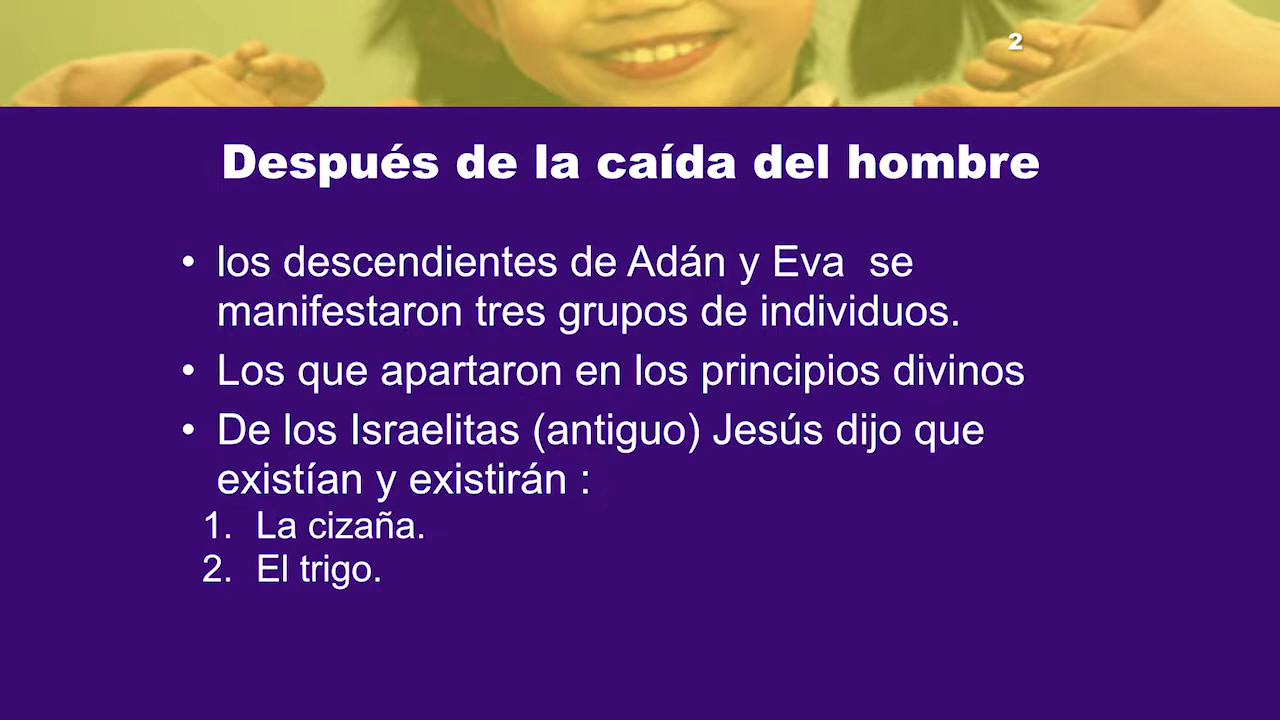 2
Después de la caída del hombre
• los descendientes de Adán y Eva  se
manifestaron tres grupos de individuos.
• Los que apartaron en los principios divinos
• De los Israelitas (antiguo) Jesús dijo que
existían y existirán :
1. La cizaña.
2. El trigo.